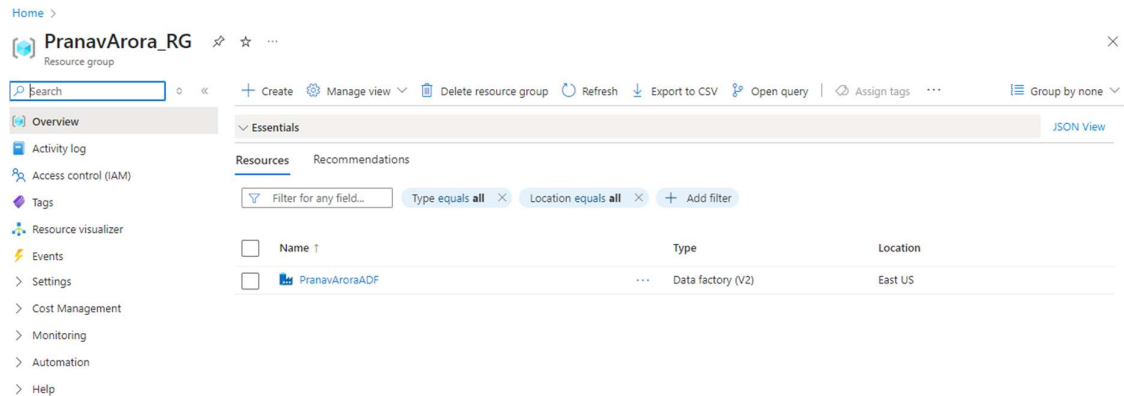 Home >
PranavArora_RG
Resource group
Search
Overview
Activity log
Access control (IAM)
Tags
Resource visualizer
Events
Settings
Cost Management
Monitoring
Automation
Help
Create Manage view Delete resource group Refresh Export to CSV Open query Assign tags ... Group by none
Essentials JSON View
Resources Recommendations
Filter for any field... Type equals all Location equals all Add filter
Name ↑ Type Location
PranavAroraADF ... Data factory (V2) East US